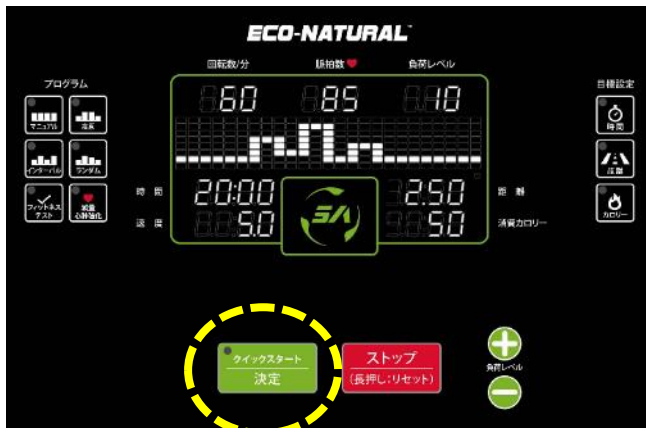 ECO-NATURAL
回転数/分 脈拍数 負荷レベル
プログラム
目標設定
60 85 10
マニュアル
時間
インターバル ランダム
距離
時間 20:00 2.50 距離
フィットネス
テスト
減量
心肺強化
カロリー
速度 5.0 50 消費カロリー
SA
クイックスタート
決定
ストップ
(長押し:リセット)
負荷レベル